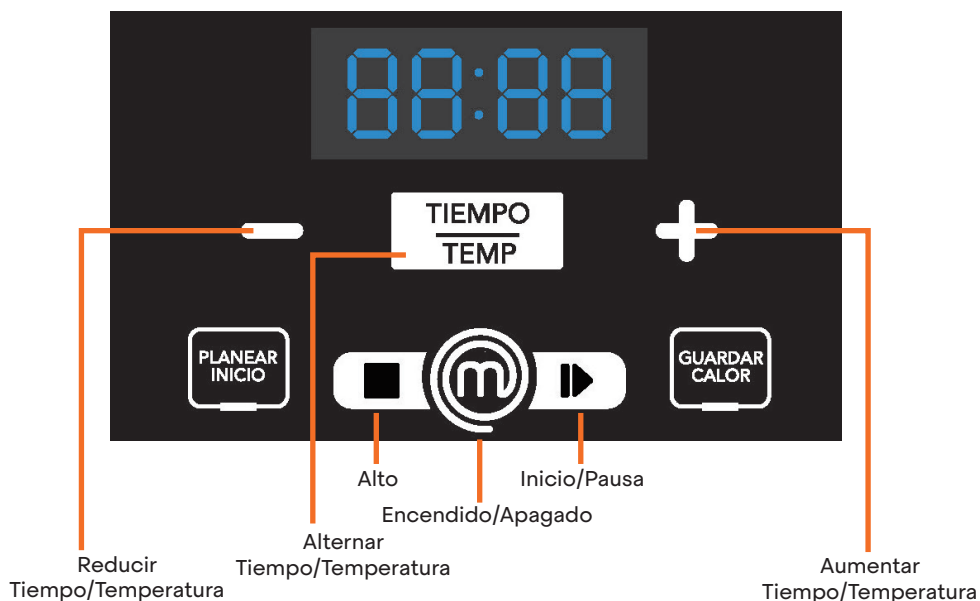 88:88
TIEMPO
TEMP
PLANEAR
INICIO
m
GUARDAR
CALOR
Alto
Inicio/Pausa
Encendido/Apagado
Alternar
Tiempo/Temperatura
Reducir
Tiempo/Temperatura
Aumentar
Tiempo/Temperatura